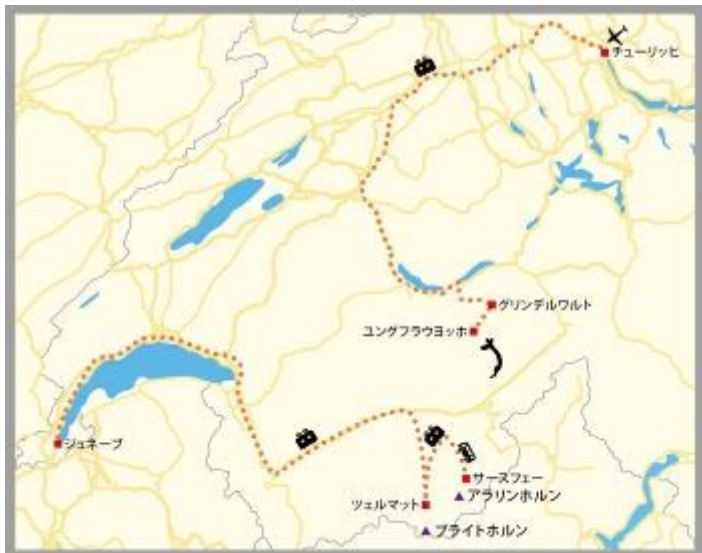 チューリッヒ
グリンデルワルト
ユングフラウヨッホ
ジュネーブ
サースフェー
アラリンホルン
ツェルマット
ブライトホルン